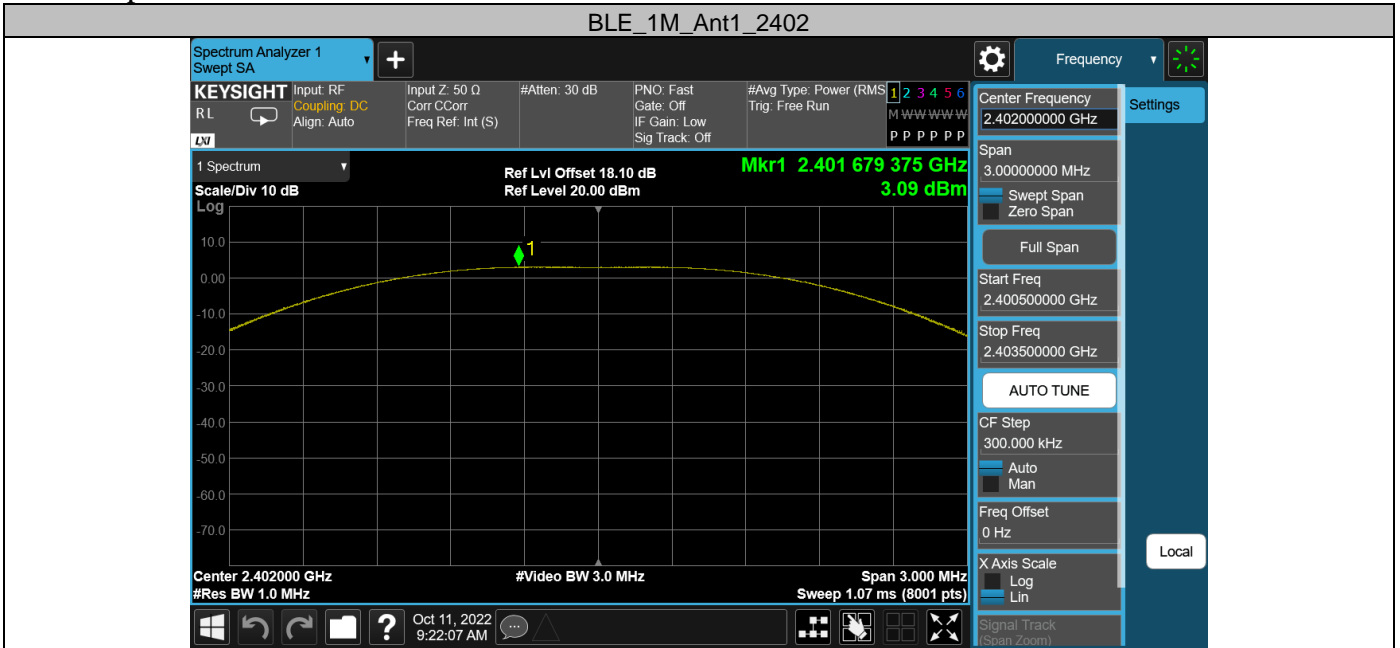 BLE_1M_Ant1_2402
Spectrum Analyzer 1
Swept SA
Frequency
KEYSIGHT
RL
LXI
Input: RF
Coupling: DC
Align: Auto
Input Z: 50 Ω
Corr CCorr
Freq Ref: Int (S)
#Atten: 30 dB
PNO: Fast
Gate: Off
IF Gain: Low
Sig Track: Off
#Avg Type: Power (RMS
Trig: Free Run
1 2 3 4 5 6
M W W W W W
P P P P P P
1 Spectrum
Scale/Div 10 dB
Ref Lvl Offset 18.10 dB
Ref Level 20.00 dBm
Mkr1 2.401 679 375 GHz
3.09 dBm
Log
10.0
0.00
-10.0
-20.0
-30.0
-40.0
-50.0
-60.0
-70.0
1
Center 2.402000 GHz
#Res BW 1.0 MHz
#Video BW 3.0 MHz
Span 3.000 MHz
Sweep 1.07 ms (8001 pts)
Center Frequency
2.402000000 GHz
Settings
Span
3.00000000 MHz
Swept Span
Zero Span
Full Span
Start Freq
2.400500000 GHz
Stop Freq
2.403500000 GHz
AUTO TUNE
CF Step
300.000 kHz
Auto
Man
Freq Offset
0 Hz
X Axis Scale
Log
Lin
Local
Signal Track
(Span Zoom)
?
Oct 11, 2022
9:22:07 AM